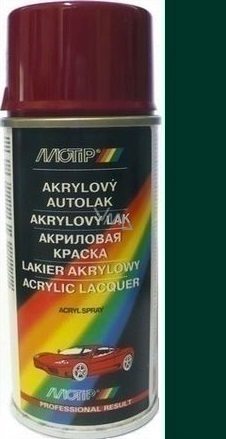 MOTIP
AKRYLOVÝ
AUTOLAK
AKRYLOVÝ LAK
АКРИЛОВАЯ
КРАСКА
LAKIER AKRYLOWY
ACRYLIC LACQUER
ACRYL SPRAY
MOTIP
PROFESSIONAL RESULT